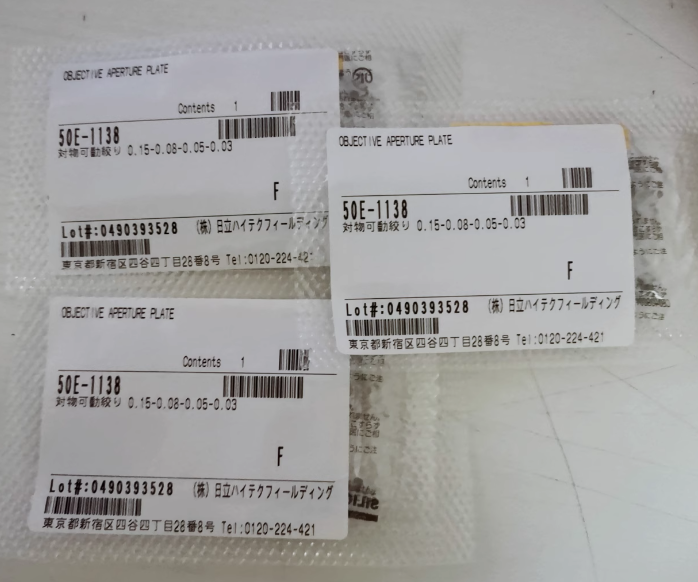 OBJECTIVE APERTURE PLATE
Contents 1
50E-1138
対物可動絞り 0.15-0.08-0.05-0.03
F
Lot#:0490393528 (株)日立ハイテクフィールディング
東京都新宿区四谷四丁目28番8号 Tel:0120-224-421
OBJECTIVE APERTURE PLATE
Contents 1
50E-1138
対物可動絞り 0.15-0.08-0.05-0.03
F
Lot#:0490393528 (株)日立ハイテクフィールディング
東京都新宿区四谷四丁目28番8号 Tel:0120-224-421
OBJECTIVE APERTURE PLATE
Contents 1
50E-1138
対物可動絞り 0.15-0.08-0.05-0.03
F
Lot#:0490393528 (株)日立ハイテクフィールディング
東京都新宿区四谷四丁目28番8号 Tel:0120-224-421